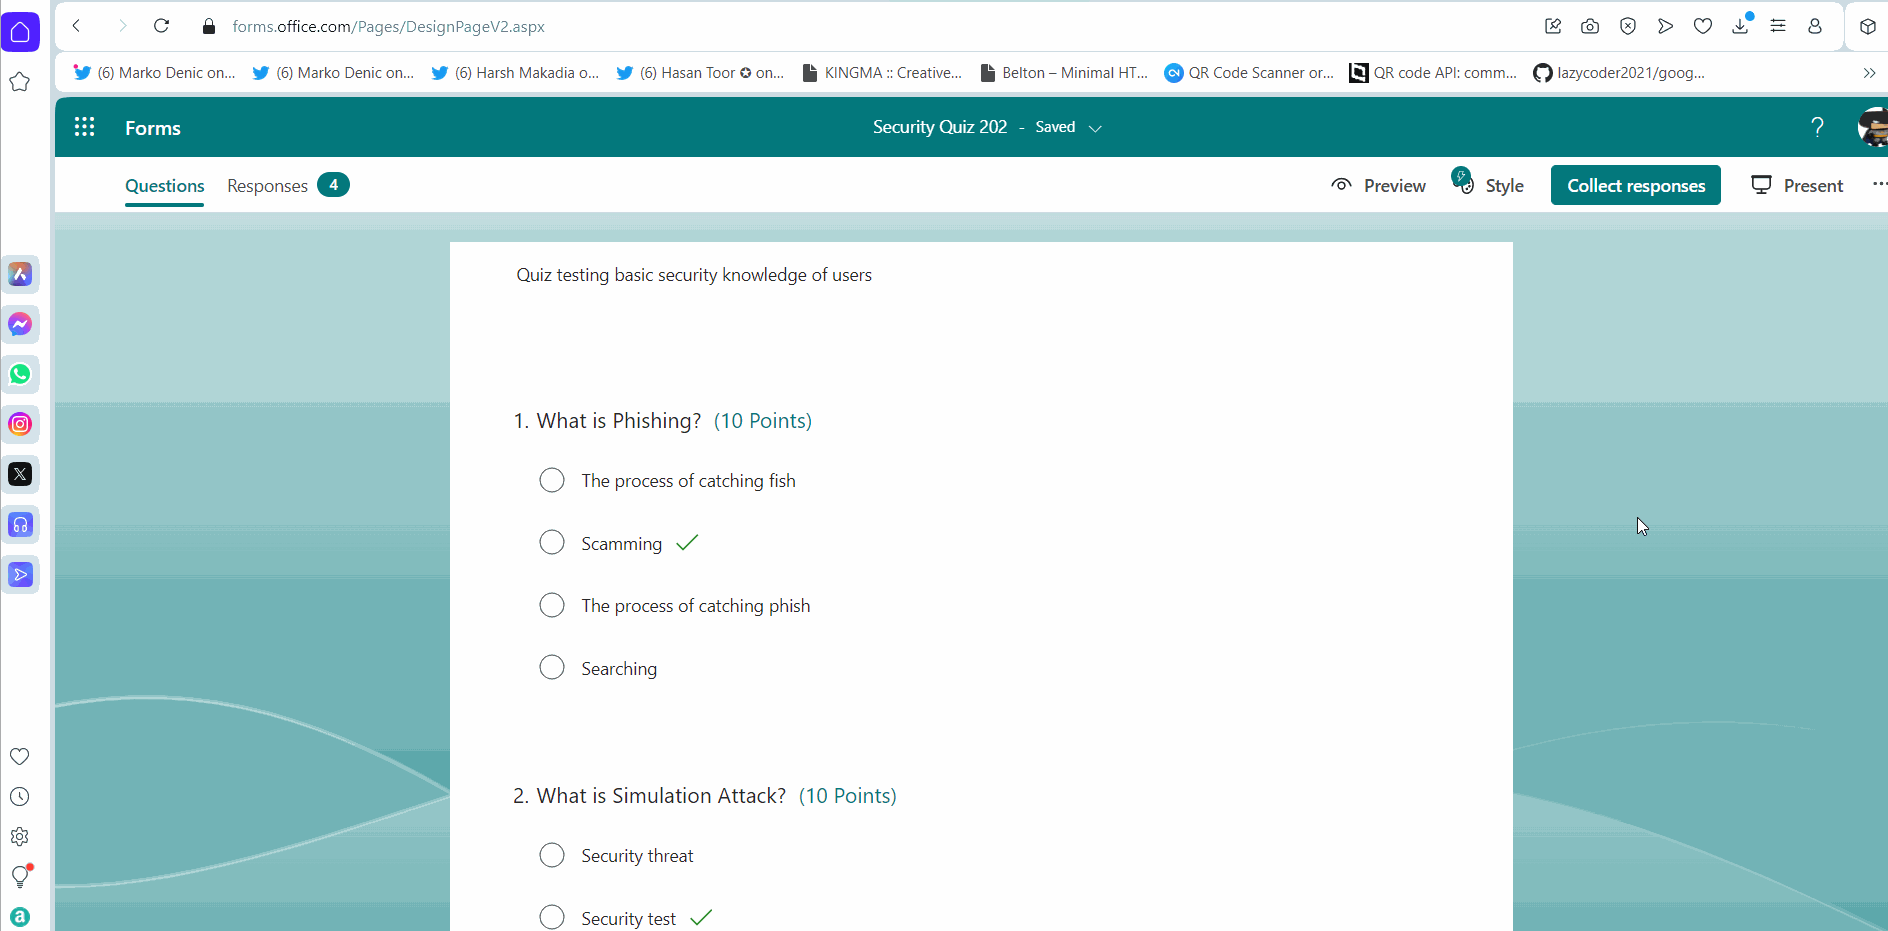 forms.office.com/Pages/DesignPageV2.aspx
(6) Marko Denic on... (6) Marko Denic on... (6) Harsh Makadia o... (6) Hasan Toor ✪ on... KINGMA :: Creative... Belton – Minimal HT... QR Code Scanner or... QR code API: comm... lazycoder2021/goog...
Forms
Security Quiz 202 - Saved
?
Questions Responses 4 Preview Style Collect responses Present ...
Quiz testing basic security knowledge of users
1. What is Phishing? (10 Points)
The process of catching fish
Scamming
The process of catching phish
Searching
2. What is Simulation Attack? (10 Points)
Security threat
Security test